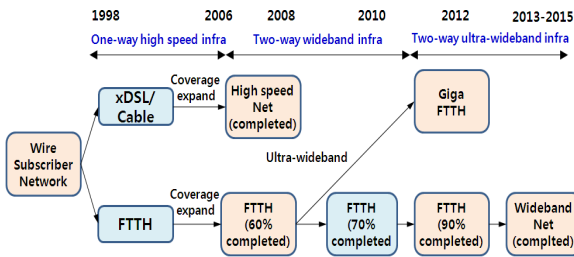 1998 2006 2008 2010 2012 2013-2015
One-way high speed infra Two-way wideband infra Two-way ultra-wideband infra
xDSL/
Cable
Coverage
expand
High speed
Net
(completed)
Giga
FTTH
Wire
Subscriber
Network
Ultra-wideband
FTTH
Coverage
expand
FTTH
(60%
completed)
FTTH
(70%
completed
FTTH
(90%
completed)
Wideband
Net
(complted)